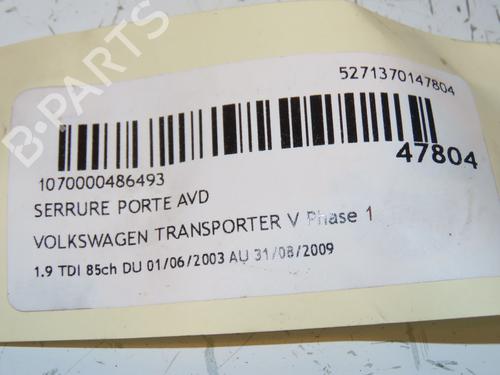 B-PARTS
5271370147804
47804
1070000486493
SERRURE PORTE AVD
VOLKSWAGEN TRANSPORTER V Phase 1
1.9 TDI 85ch DU 01/06/2003 AU 31/08/2009